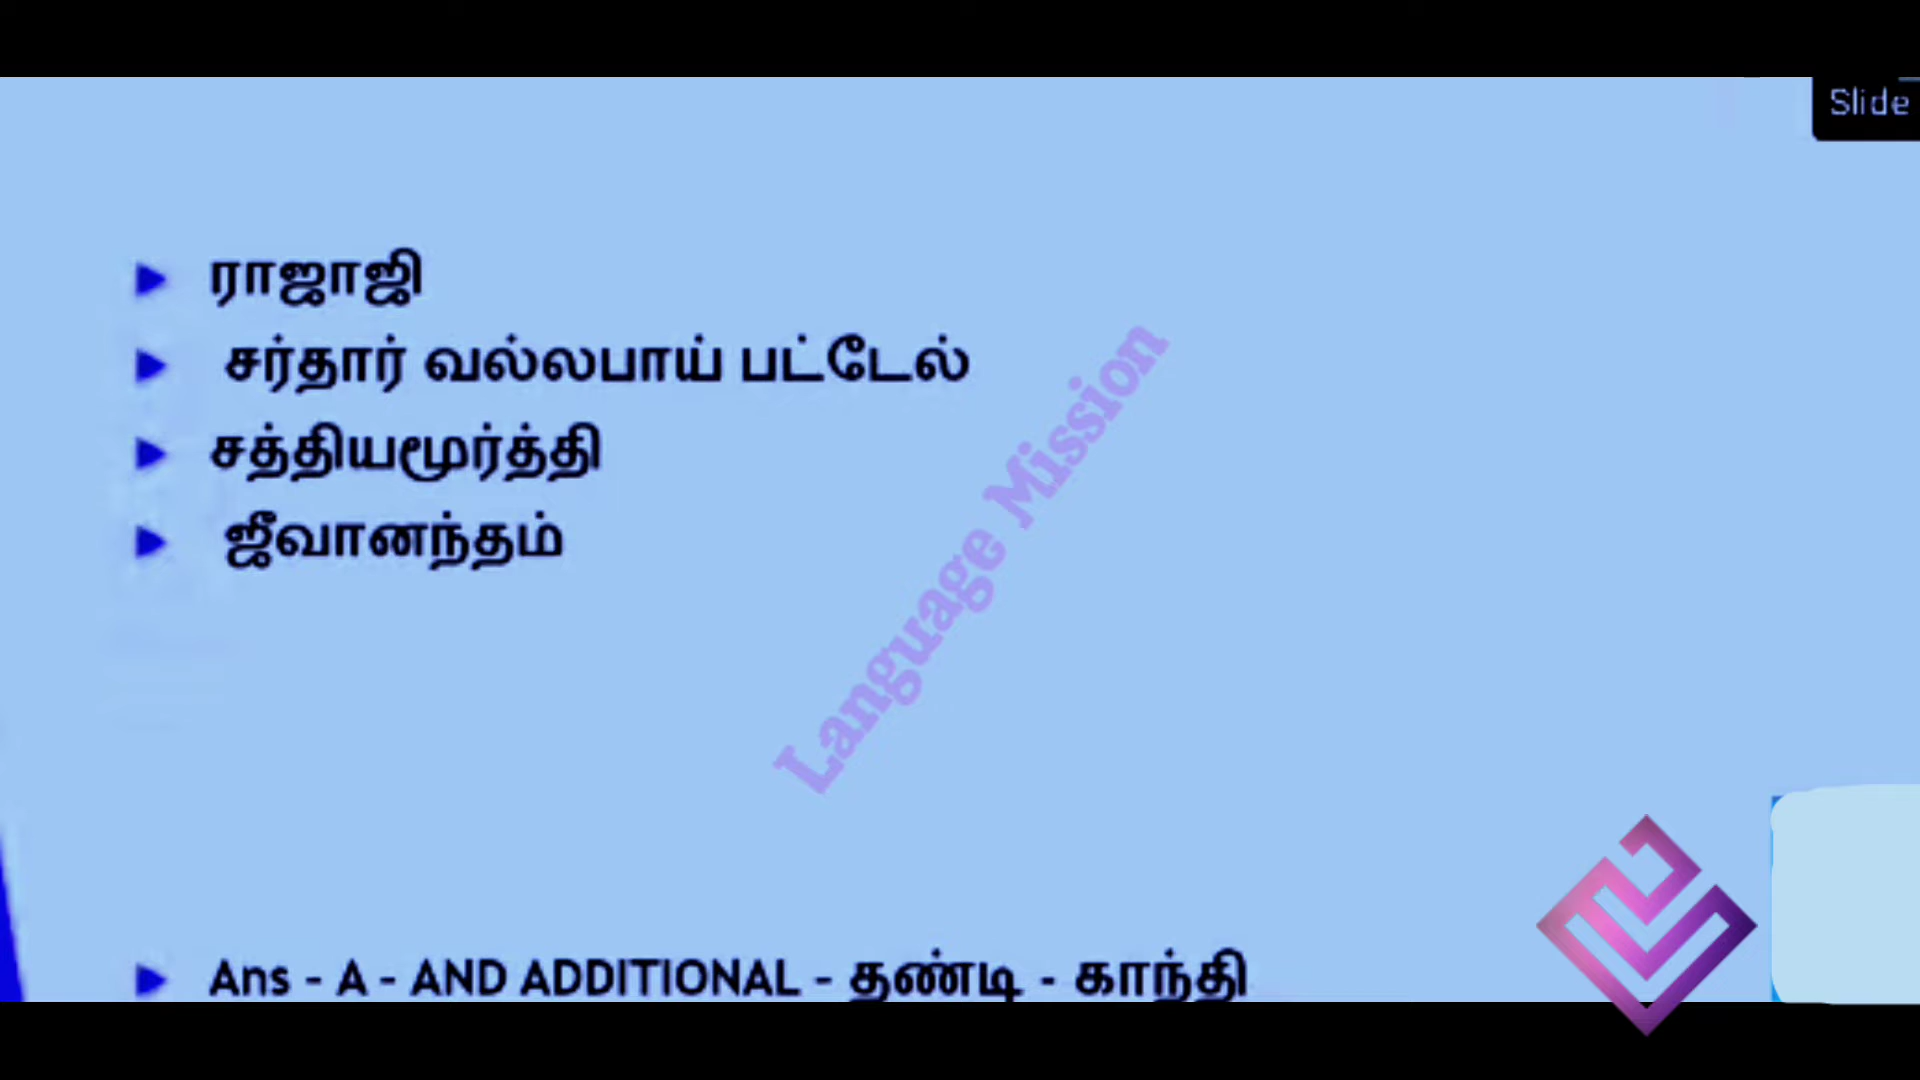 Slide
ராஜாஜி
சர்தார் வல்லபாய் பட்டேல்
சத்தியமூர்த்தி
ஜீவானந்தம்
Language Mission
Ans - A - AND ADDITIONAL - தண்டி - காந்தி